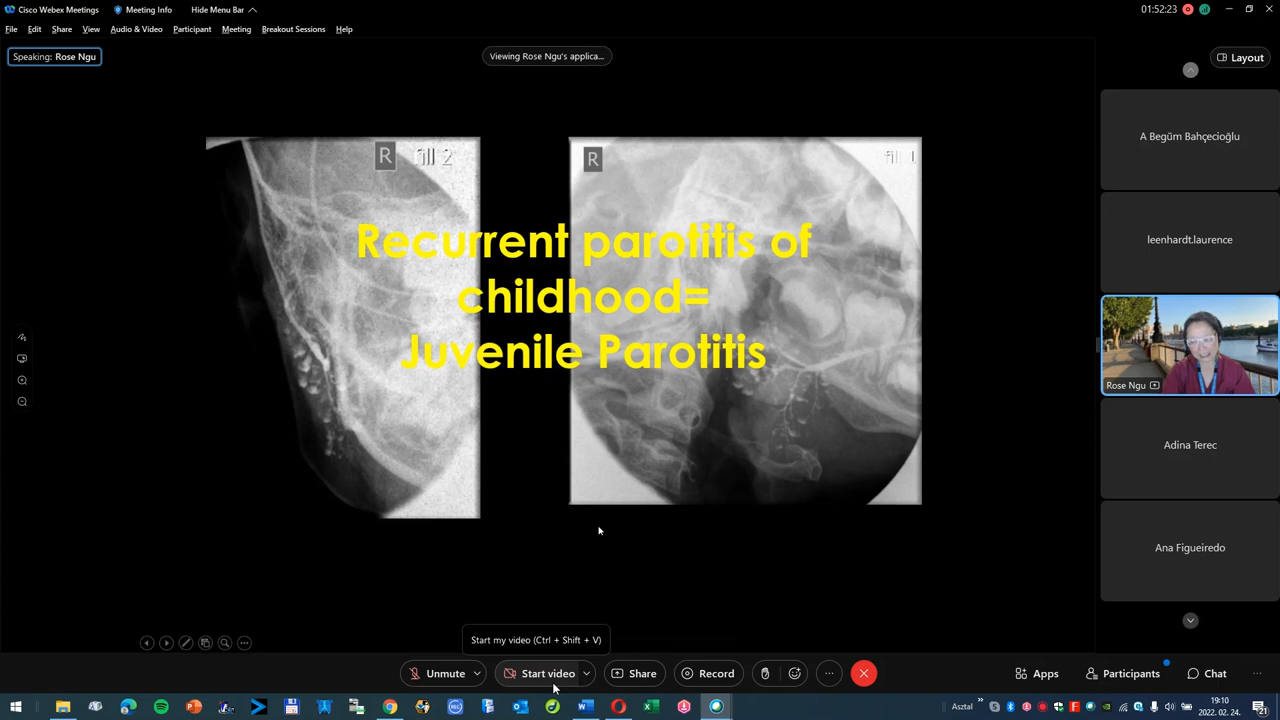 Cisco Webex Meetings
Meeting Info
Hide Menu Bar
01:52:23
File Edit Share View Audio & Video Participant Meeting Breakout Sessions Help
Speaking: Rose Ngu
Viewing Rose Ngu's applica...
Layout
R fill 2
R
Recurrent parotitis of
childhood=
Juvenile Parotitis
A Begüm Bahçecioğlu
leenhardt.laurence
Rose Ngu
Adina Terec
Ana Figueiredo
Start my video (Ctrl + Shift + V)
Unmute
Start video
Share
Record
Apps
Participants
Chat
Asztal
19:10
2022. 02. 24.